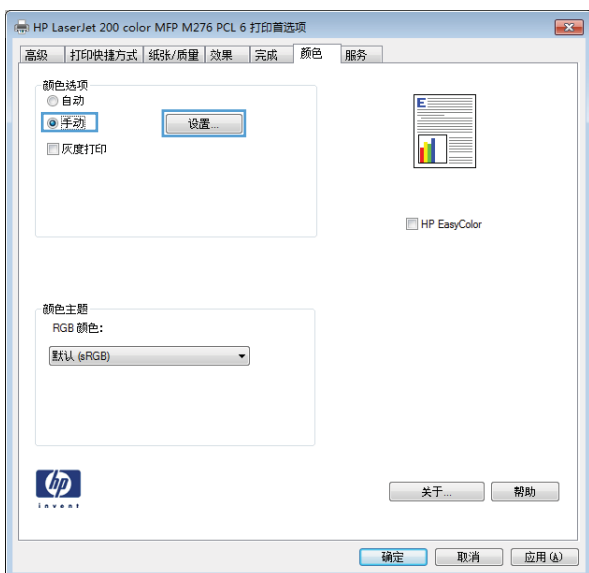 HP LaserJet 200 color MFP M276 PCL 6 打印首选项
高级 打印快捷方式 纸张/质量 效果 完成 颜色 服务
颜色选项
自动
手动 设置...
灰度打印
E
HP EasyColor
颜色主题
RGB 颜色:
默认 (sRGB)
hp
invent
关于... 帮助
确定 取消 应用(A)